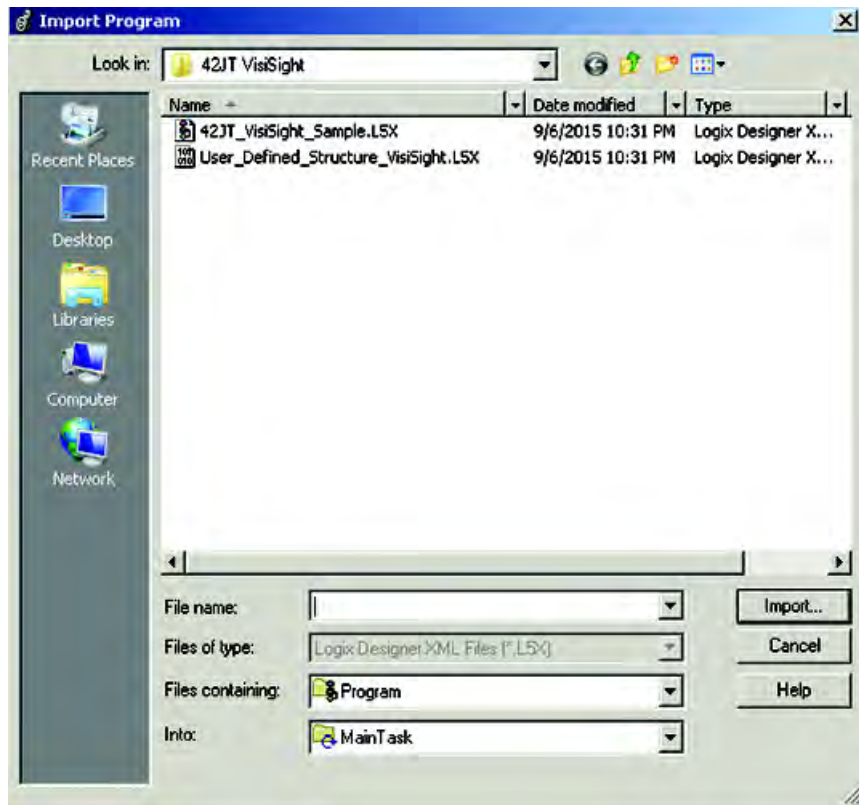 Import Program
Look in: 42JT VisiSight
Name Date modified Type
42JT_VisiSight_Sample.L5X 9/6/2015 10:31 PM Logix Designer X...
User_Defined_Structure_VisiSight.L5X 9/6/2015 10:31 PM Logix Designer X...
Recent Places
Desktop
Libraries
Computer
Network
File name: Import...
Files of type: Logix Designer XML Files (*.L5X) Cancel
Files containing: Program Help
Into: MainTask